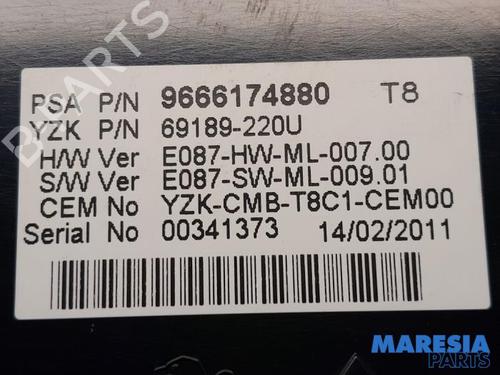 PSA P/N 9666174880 T8
YZK P/N 69189-220U
H/W Ver E087-HW-ML-007.00
S/W Ver E087-SW-ML-009.01
CEM No YZK-CMB-T8C1-CEM00
Serial No 00341373 14/02/2011
MARESIA
PARTS